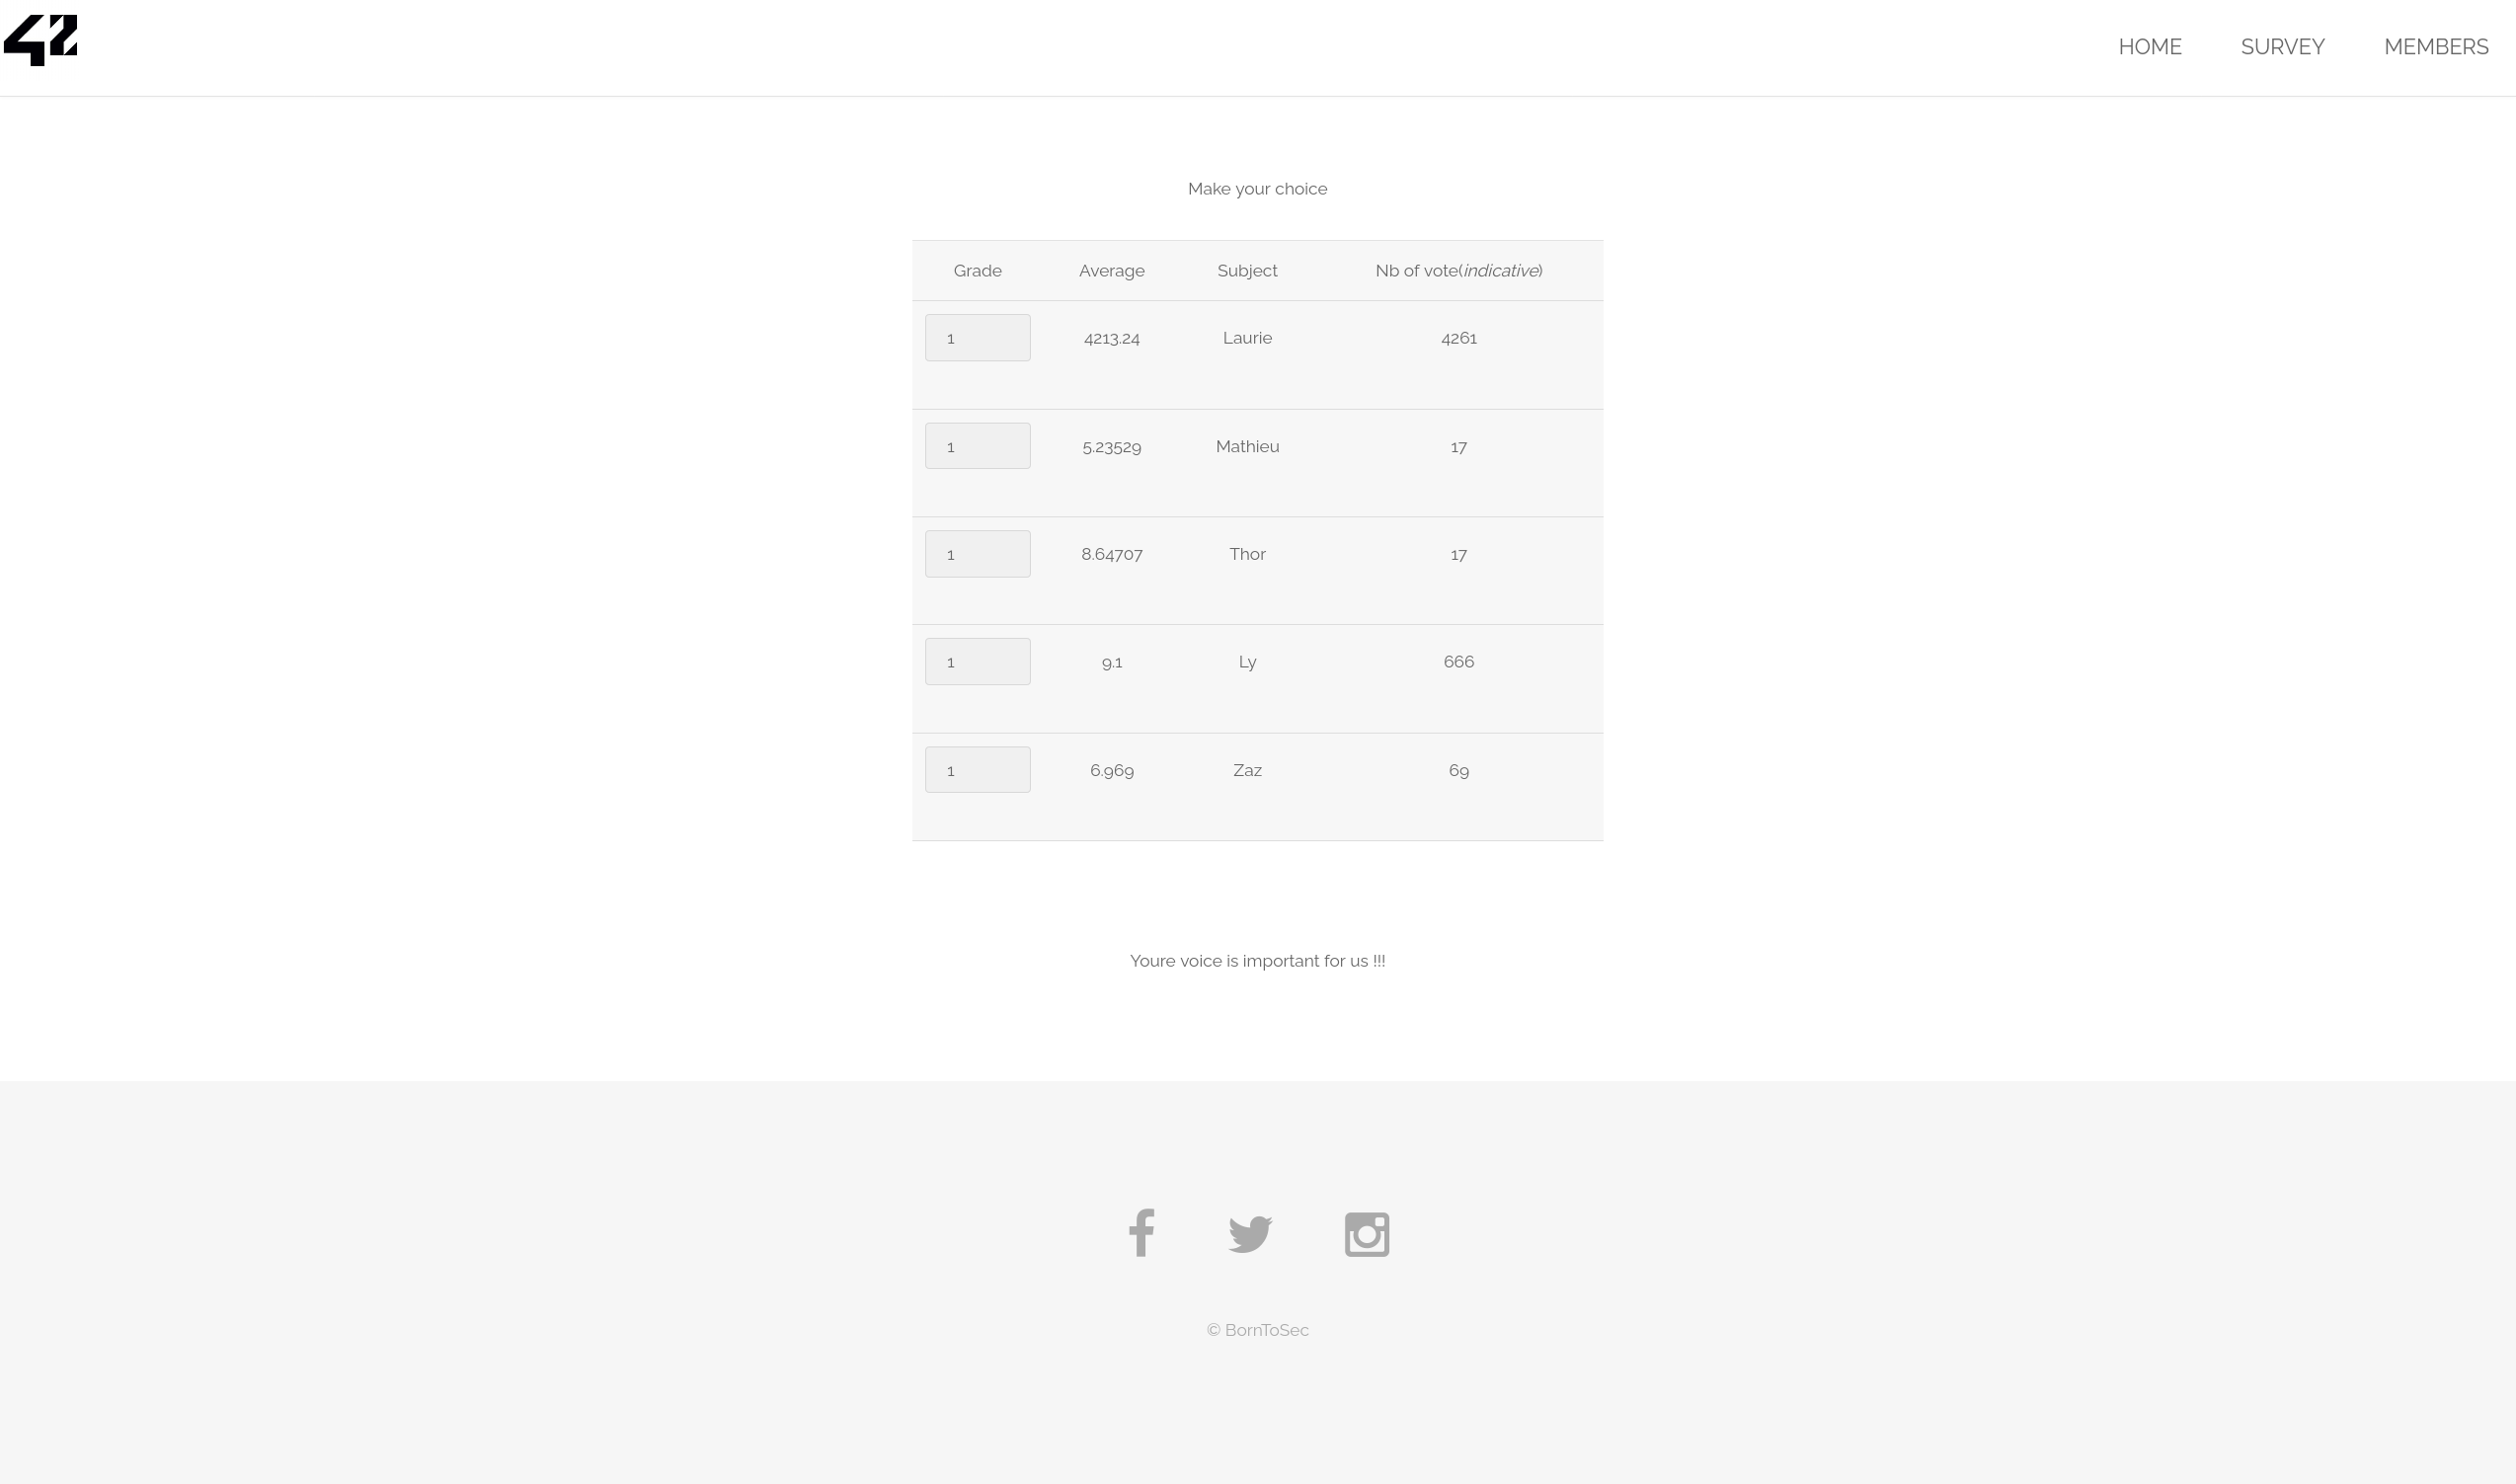 42
HOME SURVEY MEMBERS
Make your choice
Grade Average Subject Nb of vote(indicative)
1 4213.24 Laurie 4261
1 5.23529 Mathieu 17
1 8.64707 Thor 17
1 9.1 Ly 666
1 6.969 Zaz 69
Youre voice is important for us !!!
© BornToSec